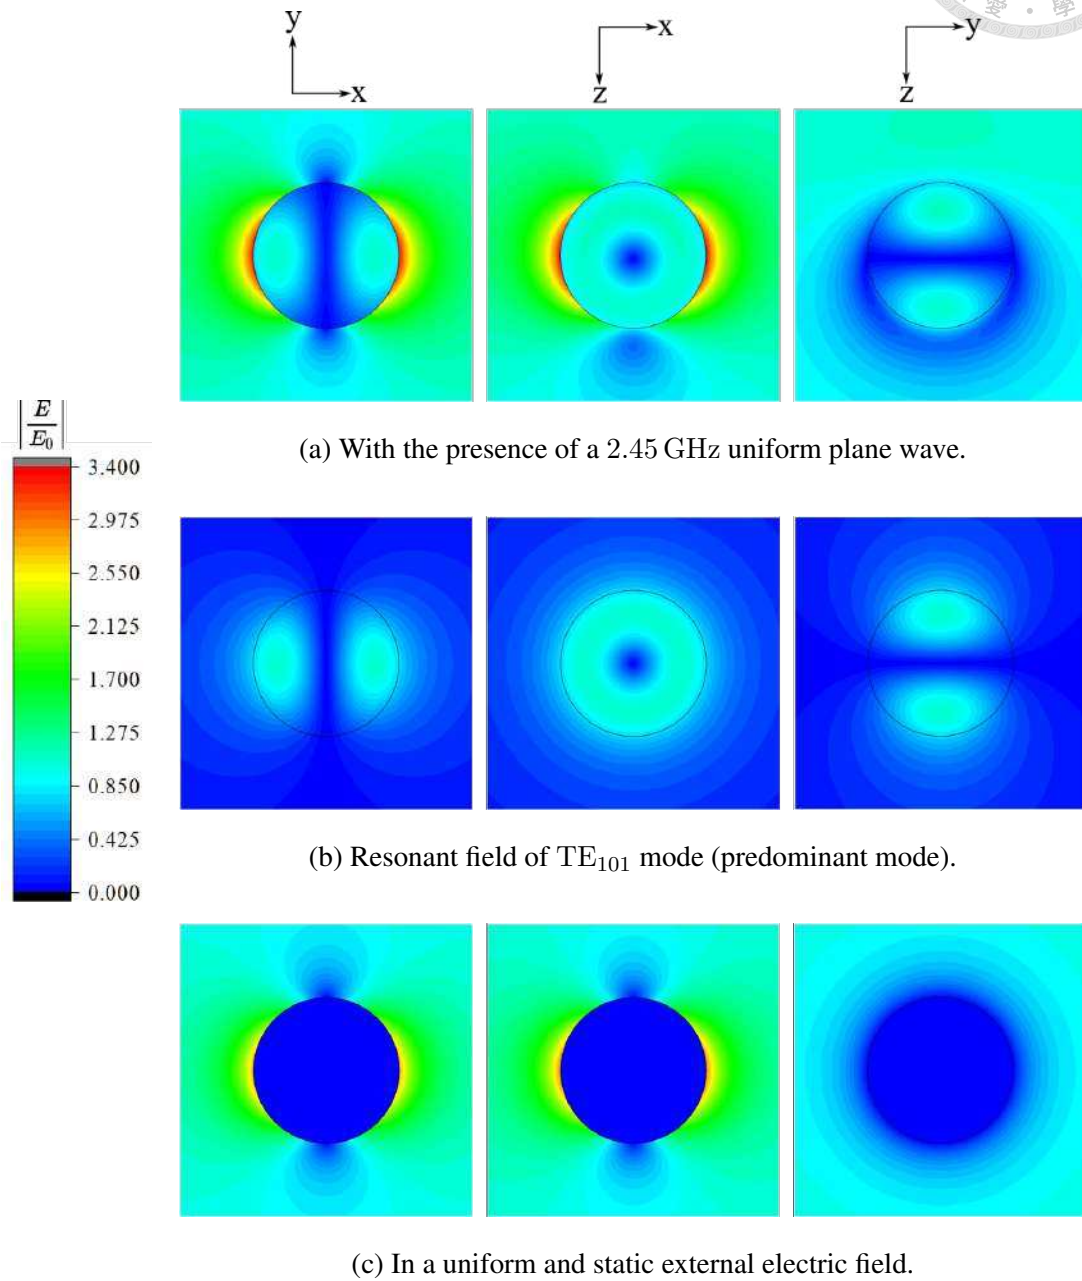 y
x
x
z
y
z
學
(a) With the presence of a 2.45 GHz uniform plane wave.
|E/E₀|
3.400
2.975
2.550
2.125
1.700
1.275
0.850
0.425
0.000
(b) Resonant field of TE₁₀₁ mode (predominant mode).
(c) In a uniform and static external electric field.